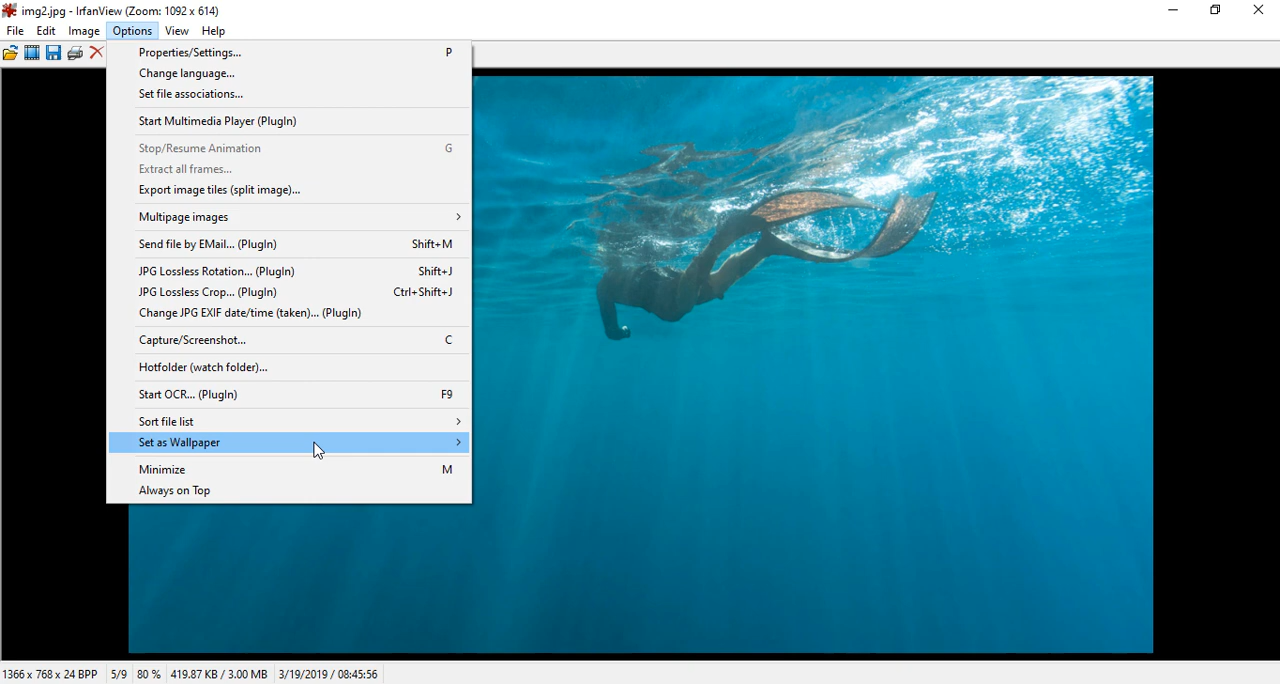 img2.jpg - IrfanView (Zoom: 1092 x 614)
File Edit Image Options View Help
Properties/Settings... P
Change language...
Set file associations...
Start Multimedia Player (PlugIn)
Stop/Resume Animation G
Extract all frames...
Export image tiles (split image)...
Multipage images
Send file by EMail... (PlugIn) Shift+M
JPG Lossless Rotation... (PlugIn) Shift+J
JPG Lossless Crop... (PlugIn) Ctrl+Shift+J
Change JPG EXIF date/time (taken)... (PlugIn)
Capture/Screenshot... C
Hotfolder (watch folder)...
Start OCR... (PlugIn) F9
Sort file list
Set as Wallpaper
Minimize M
Always on Top
1366 x 768 x 24 BPP 5/9 80 % 419.87 KB / 3.00 MB 3/19/2019 / 08:45:56